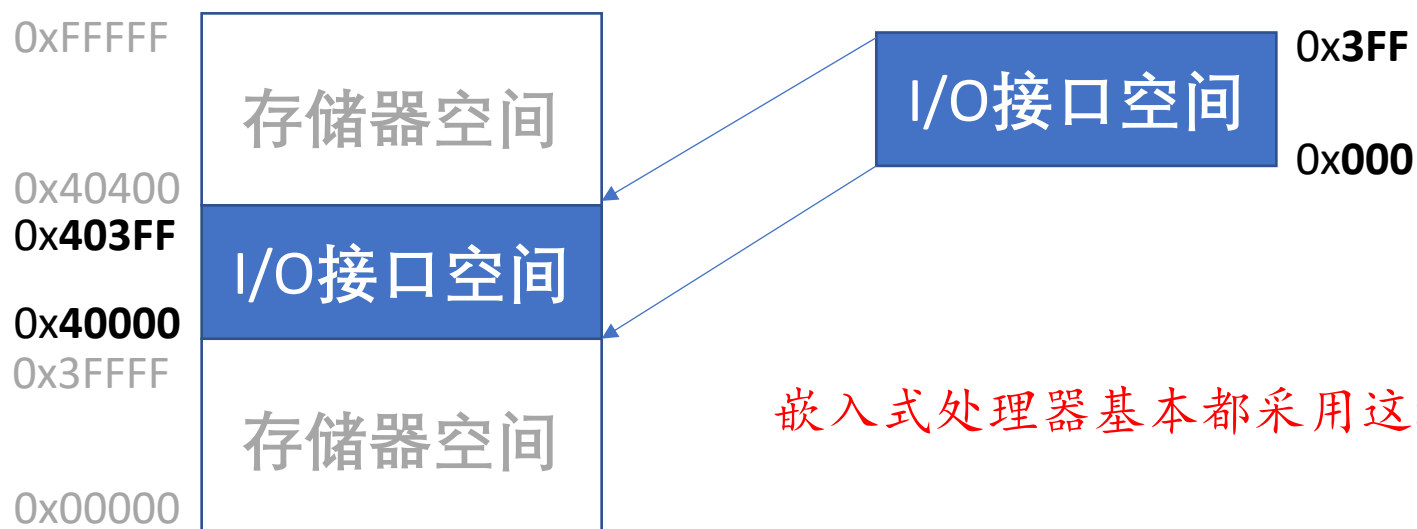 0xFFFFF
存储器空间
0x40400
0x403FF
I/O接口空间
0x40000
0x3FFFF
存储器空间
0x00000
I/O接口空间
0x3FF
0x000
嵌入式处理器基本都采用这